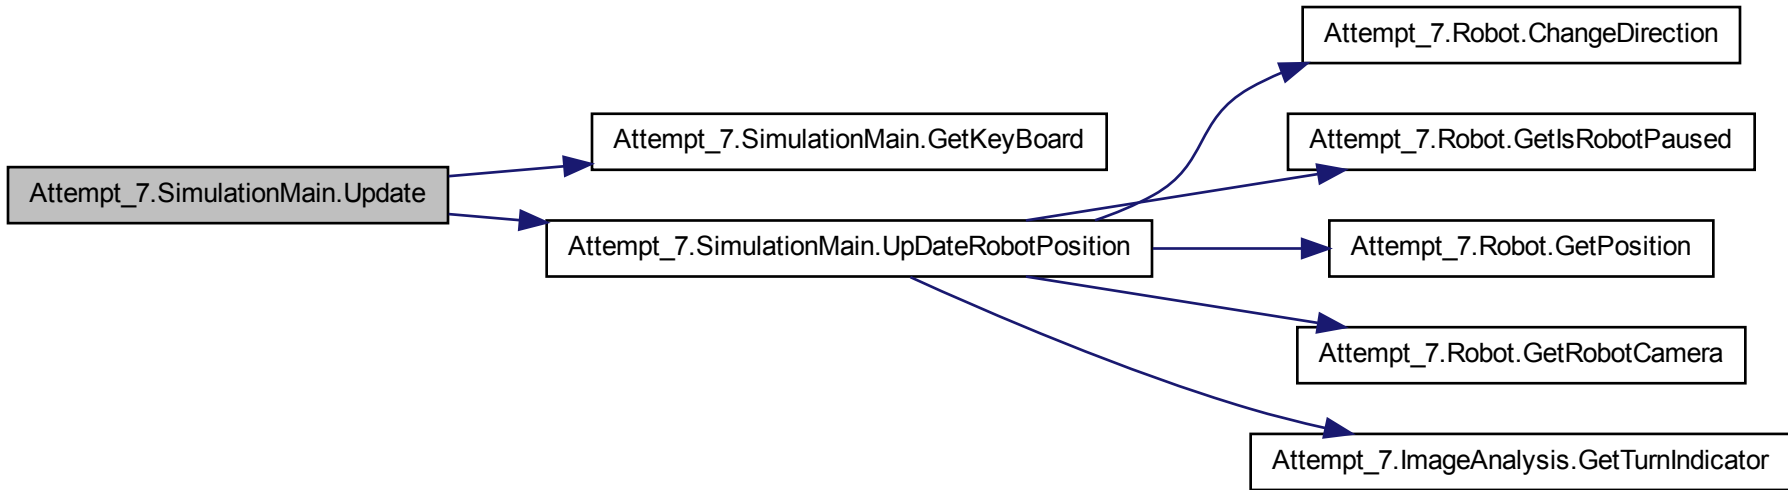 Attempt_7.SimulationMain.Update
Attempt_7.SimulationMain.GetKeyBoard
Attempt_7.SimulationMain.UpDateRobotPosition
Attempt_7.Robot.ChangeDirection
Attempt_7.Robot.GetIsRobotPaused
Attempt_7.Robot.GetPosition
Attempt_7.Robot.GetRobotCamera
Attempt_7.ImageAnalysis.GetTurnIndicator